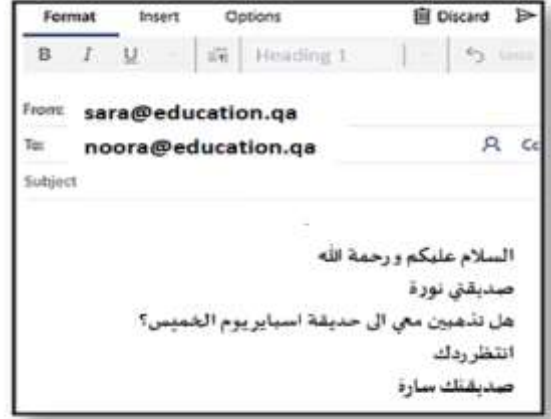 Format Insert Options Discard
B I U Heading 1
From: sara@education.qa
To: noora@education.qa Cc
Subject
السلام عليكم ورحمة الله
صديقتي نورة
هل تذهبين معي الى حديقة اسباير يوم الخميس؟
انتظر ردك
صديقتك سارة